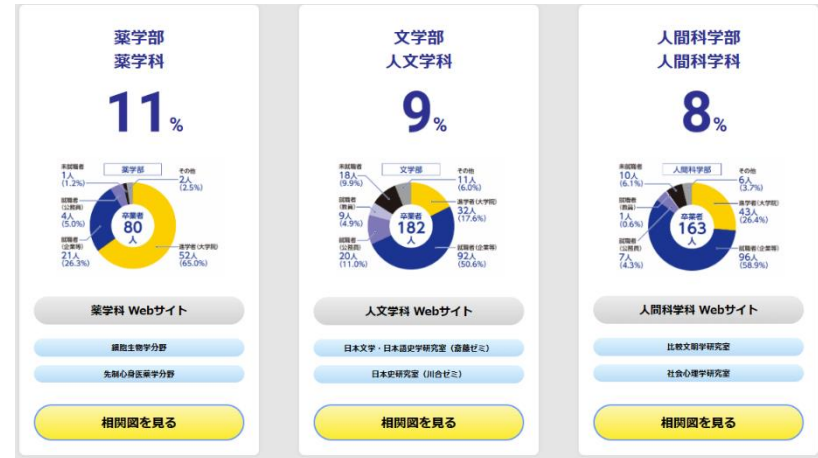 薬学部
薬学科
11%
薬学部
未就職者
1人
(1.2%)
その他
2人
(2.5%)
就職者
(公務員)
4人
(5.0%)
就職者
(企業等)
21人
(26.3%)
卒業者
80
人
進学者(大学院)
52人
(65.0%)
薬学科 Webサイト
細胞生物学分野
先制心身医薬学分野
相関図を見る
文学部
人文学科
9%
文学部
未就職者
18人
(9.9%)
その他
11人
(6.0%)
就職者
(教員)
9人
(4.9%)
進学者(大学院)
32人
(17.6%)
卒業者
182
人
就職者
(公務員)
20人
(11.0%)
就職者(企業等)
92人
(50.6%)
人文学科 Webサイト
日本文学・日本語史学研究室(斎藤ゼミ)
日本史研究室(川合ゼミ)
相関図を見る
人間科学部
人間科学科
8%
人間科学部
未就職者
10人
(6.1%)
その他
6人
(3.7%)
就職者
(教員)
1人
(0.6%)
進学者(大学院)
43人
(26.4%)
卒業者
163
人
就職者
(公務員)
7人
(4.3%)
就職者(企業等)
96人
(58.9%)
人間科学科 Webサイト
比較文明学研究室
社会心理学研究室
相関図を見る